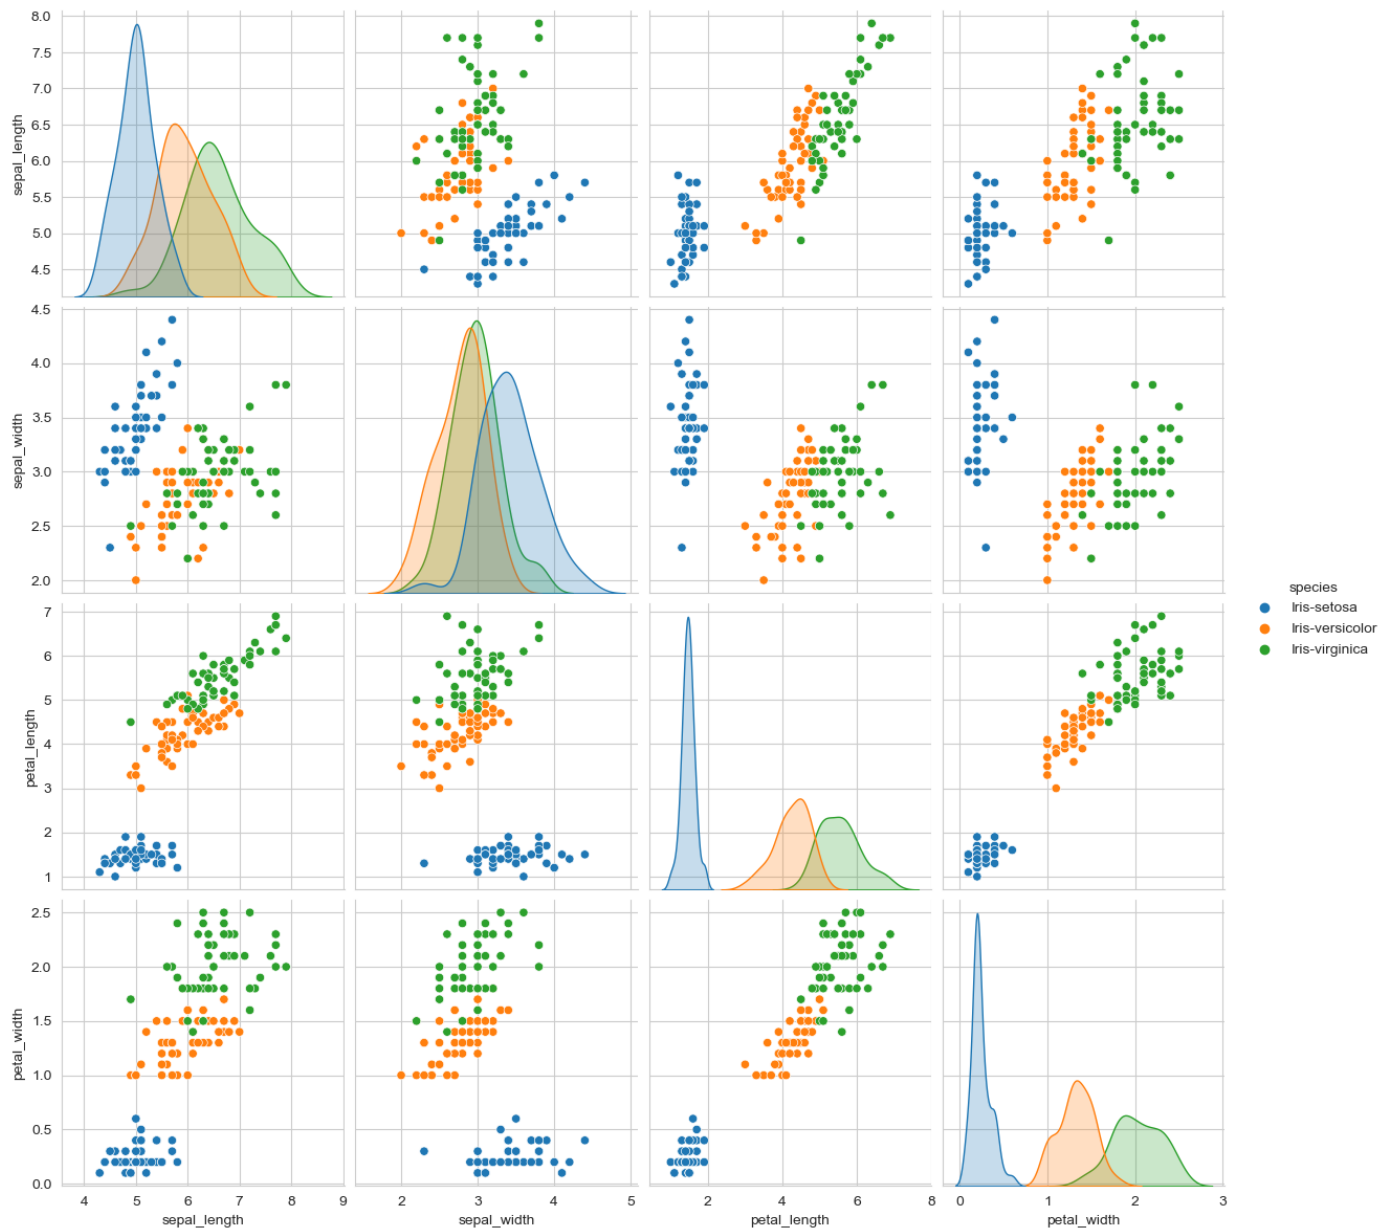 8.0
7.5
7.0
6.5
6.0
5.5
5.0
4.5
sepal_length
4.5
4.0
3.5
3.0
2.5
2.0
sepal_width
species
Iris-setosa
Iris-versicolor
Iris-virginica
7
6
5
4
3
2
1
petal_length
2.5
2.0
1.5
1.0
0.5
0.0
petal_width
4 5 6 7 8 9
sepal_length
2 3 4 5
sepal_width
2 4 6 8
petal_length
0 1 2 3
petal_width